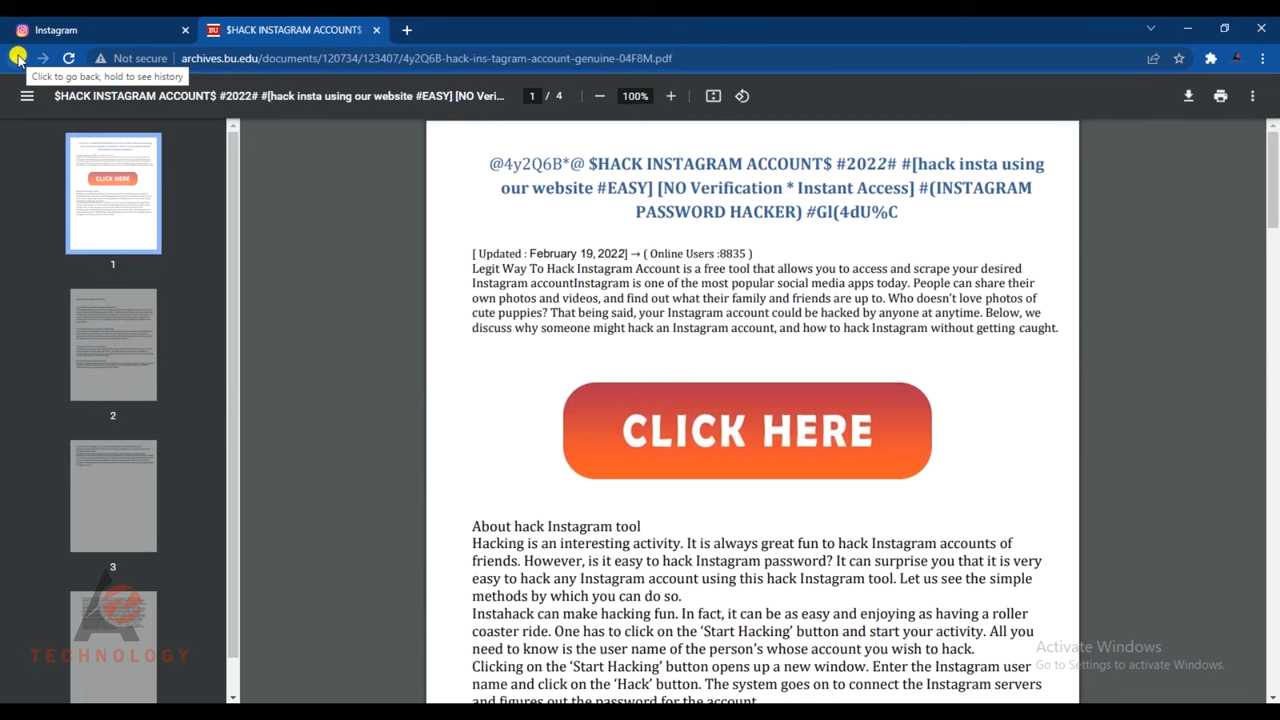 Instagram
BU $HACK INSTAGRAM ACCOUNT$
Not secure archives.bu.edu/documents/120734/123407/4y2Q6B-hack-ins-tagram-account-genuine-04F8M.pdf
Click to go back, hold to see history
$HACK INSTAGRAM ACCOUNT$ #2022# #[hack insta using our website #EASY] [NO Veri...
1 / 4
100%
@4y2Q6B*@ $HACK INSTAGRAM ACCOUNT$ #2022# #[hack insta using
our website #EASY] [NO Verification * Instant Access] #(INSTAGRAM
PASSWORD HACKER) #Gl(4dU%C
[ Updated : February 19, 2022] → ( Online Users :8835 )
Legit Way To Hack Instagram Account is a free tool that allows you to access and scrape your desired
Instagram accountInstagram is one of the most popular social media apps today. People can share their
own photos and videos, and find out what their family and friends are up to. Who doesn't love photos of
cute puppies? That being said, your Instagram account could be hacked by anyone at anytime. Below, we
discuss why someone might hack an Instagram account, and how to hack Instagram without getting caught.
CLICK HERE
About hack Instagram tool
Hacking is an interesting activity. It is always great fun to hack Instagram accounts of
friends. However, is it easy to hack Instagram password? It can surprise you that it is very
easy to hack any Instagram account using this hack Instagram tool. Let us see the simple
methods by which you can do so.
Instahack can make hacking fun. In fact, it can be as easy and enjoying as having a roller
coaster ride. One has to click on the 'Start Hacking' button and start your activity. All you
need to know is the user name of the person's whose account you wish to hack.
Clicking on the 'Start Hacking' button opens up a new window. Enter the Instagram user
name and click on the 'Hack' button. The system goes on to connect the Instagram servers
and figures out the password for the account.
CLICK HERE
1
2
3
TECHNOLOGY
Activate Windows
Go to Settings to activate Windows.